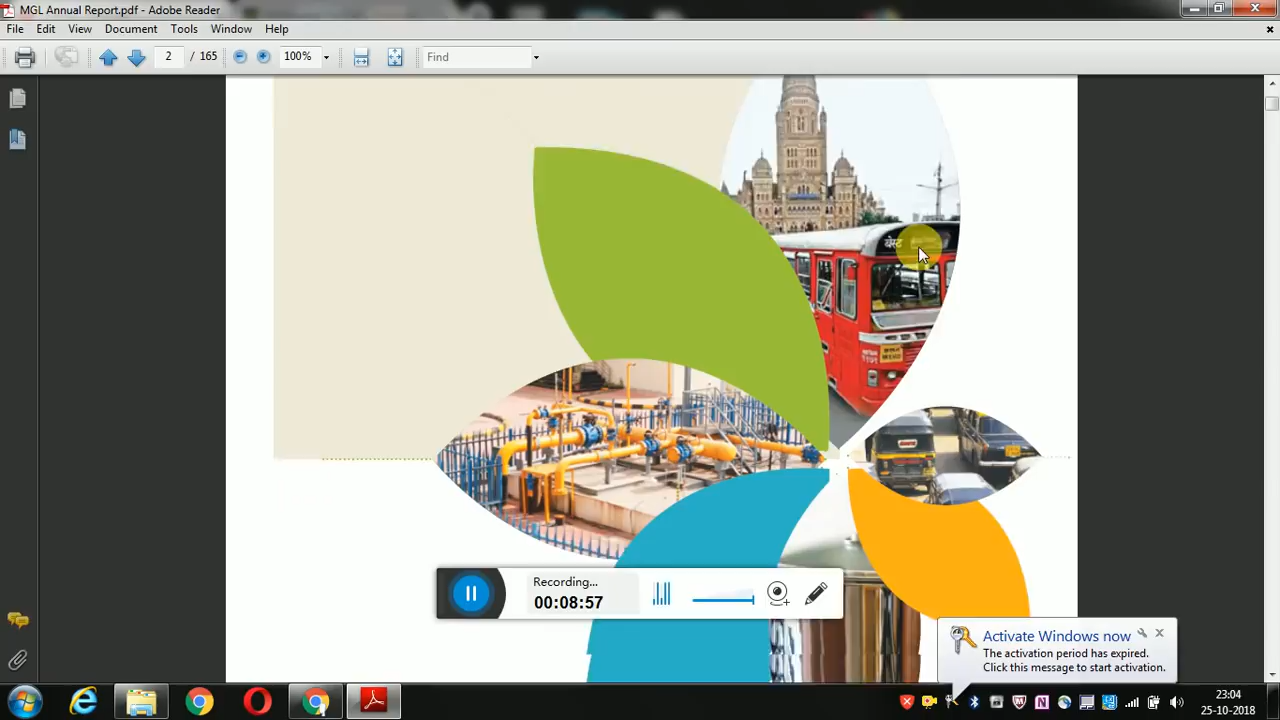 MGL Annual Report.pdf - Adobe Reader
File Edit View Document Tools Window Help
2 / 165 100% Find
बेस्ट
Recording...
00:08:57
Activate Windows now
The activation period has expired.
Click this message to start activation.
23:04
25-10-2018